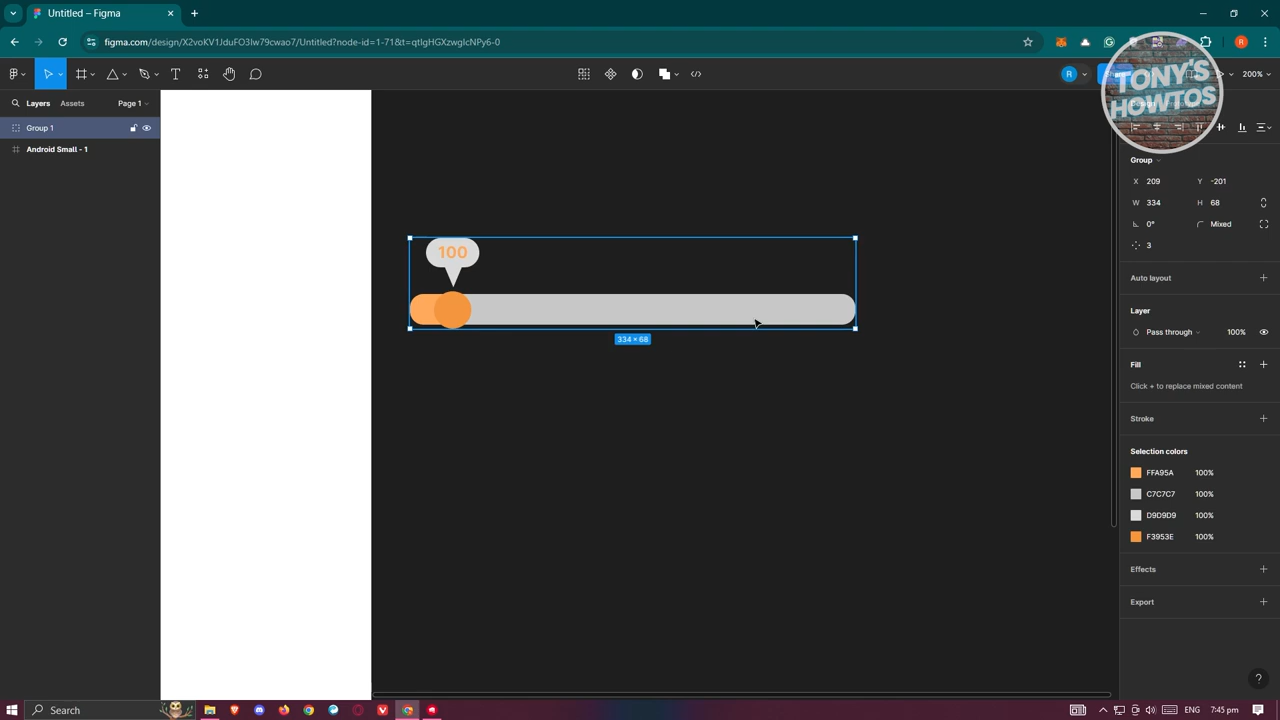 Untitled – Figma
figma.com/design/X2voKV1JduFO3lw79cwao7/Untitled?node-id=1-71&t=qtlgHGXzwglcNPy6-0
R
R
Share
200%
TONY'S
HOWTOS
Layers
Assets
Page 1
Design
Group 1
Android Small - 1
Group
X 209
Y -201
W 334
H 68
0°
Mixed
3
100
Auto layout
Layer
Pass through
100%
334 × 68
Fill
Click + to replace mixed content
Stroke
Selection colors
FFA95A 100%
C7C7C7 100%
D9D9D9 100%
F3953E 100%
Effects
Export
?
Search
ENG
7:45 pm